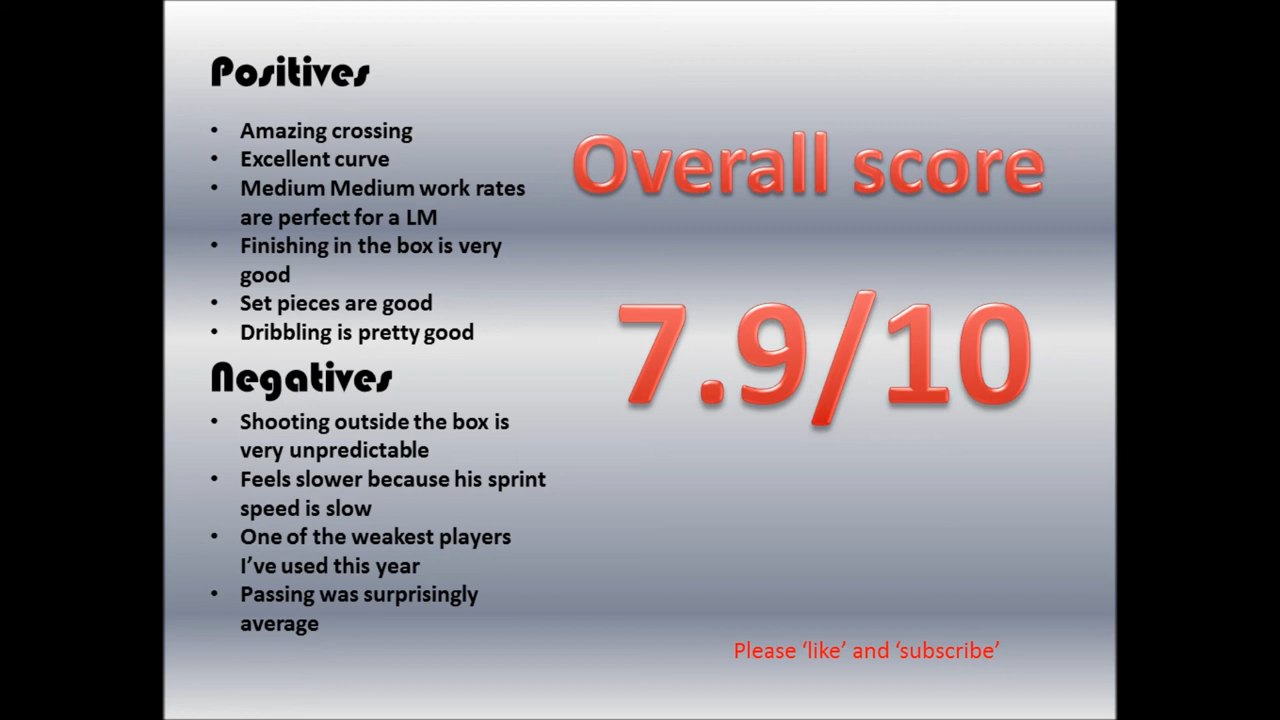 Positives
• Amazing crossing
• Excellent curve
• Medium Medium work rates
are perfect for a LM
• Finishing in the box is very
good
• Set pieces are good
• Dribbling is pretty good
Negatives
• Shooting outside the box is
very unpredictable
• Feels slower because his sprint
speed is slow
• One of the weakest players
I’ve used this year
• Passing was surprisingly
average
Overall score
7.9/10
Please ‘like’ and ‘subscribe’